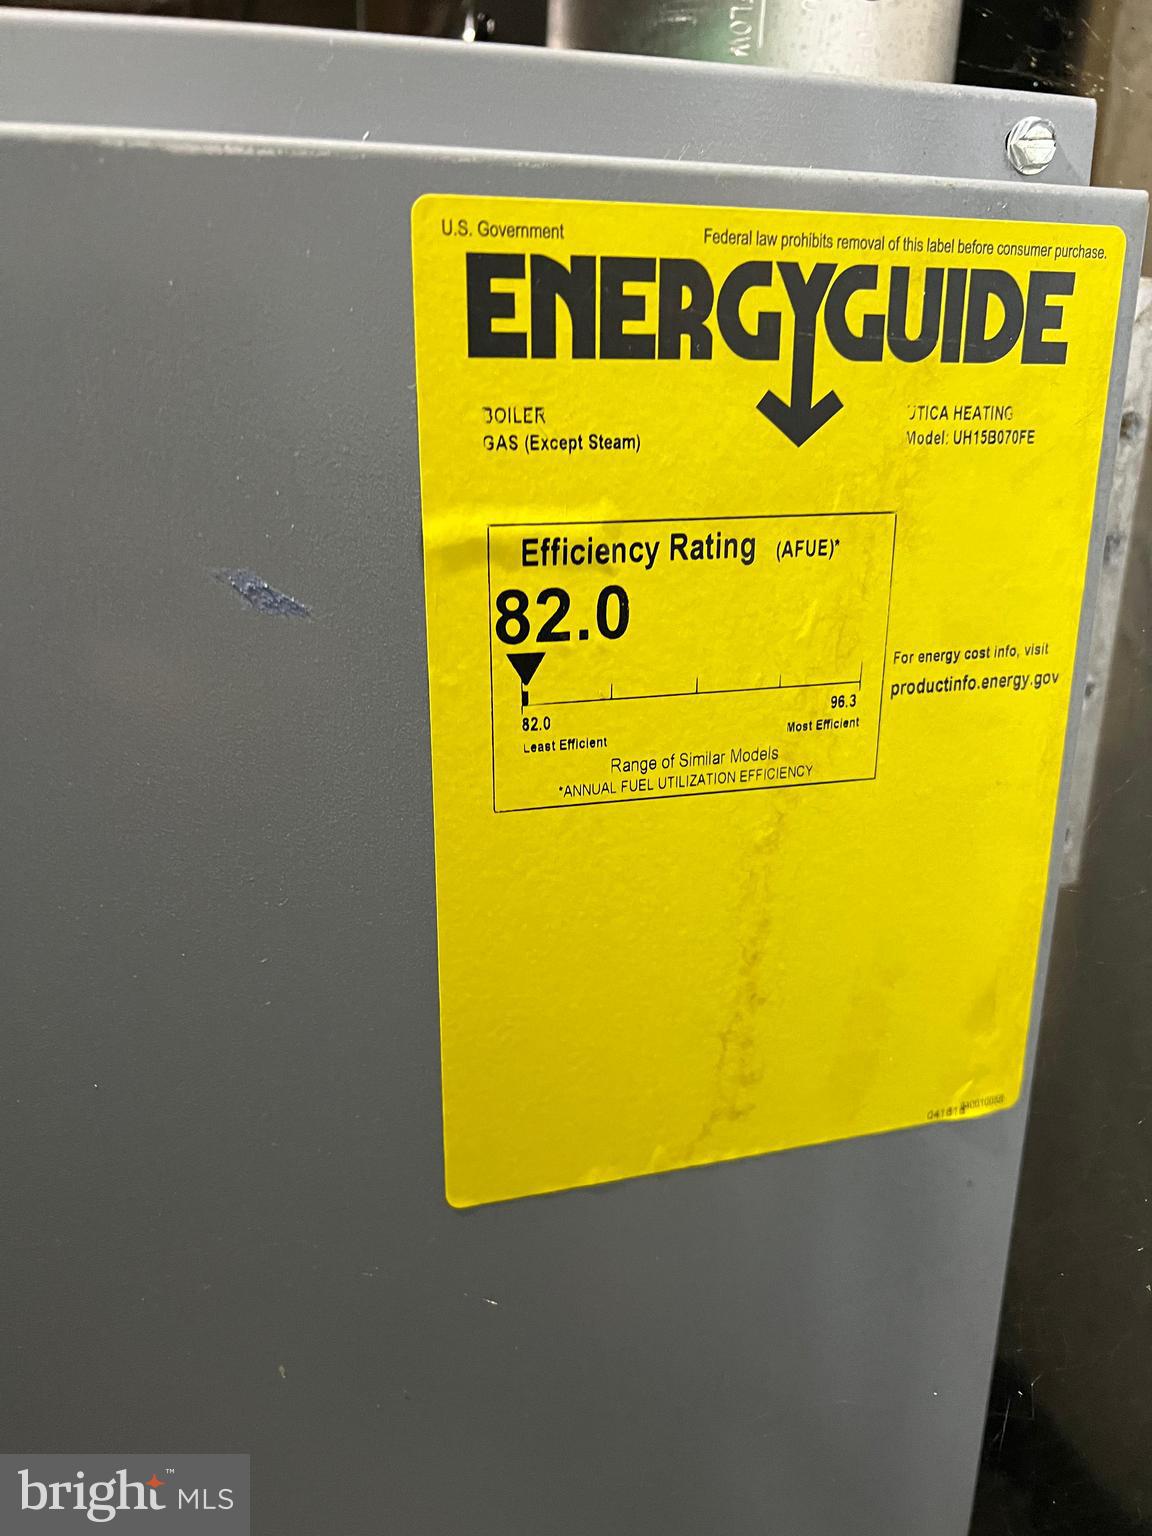 FLOW
U.S. Government
Federal law prohibits removal of this label before consumer purchase.
ENERGYGUIDE
BOILER
GAS (Except Steam)
UTICA HEATING
Model: UH15B070FE
Efficiency Rating (AFUE)*
82.0
82.0
Least Efficient
96.3
Most Efficient
Range of Similar Models
*ANNUAL FUEL UTILIZATION EFFICIENCY
For energy cost info, visit
productinfo.energy.gov
bright™ MLS